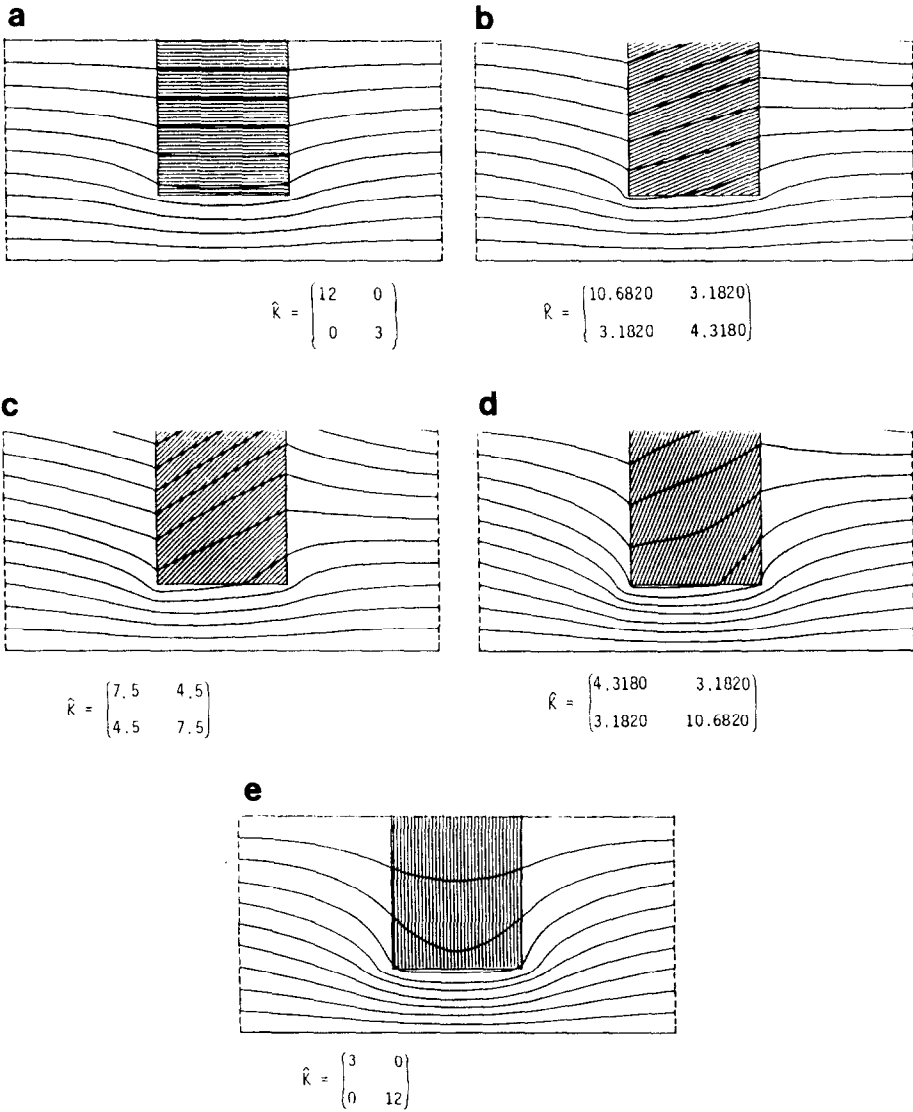 a
b
K̂ = (12 0
0 3)
R = (10.6820 3.1820
3.1820 4.3180)
c
d
K̂ = (7.5 4.5
4.5 7.5)
K̂ = (4.3180 3.1820
3.1820 10.6820)
e
K̂ = (3 0
0 12)